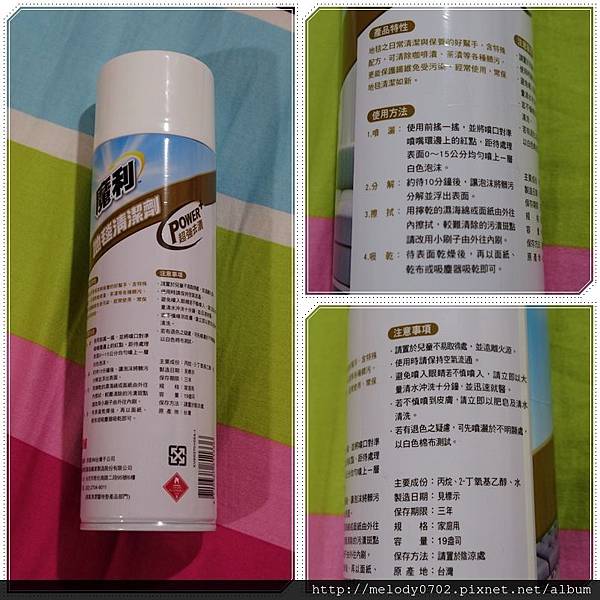 魔利
地毯清潔劑
POWER+
超強去漬
注意事項
產品特性
地毯之日常清潔與保養的好幫手，含特殊
配方，可清除咖啡漬、茶漬等各種髒污，
更能保護纖維免受污染，經常使用，常保
地毯清潔如新。
使用方法
1.噴灑：使用前搖一搖，並將噴口對準
噴嘴環邊上的紅點，距待處理
表面0～15公分均勻噴上一層
白色泡沫。
2.分解：約待10分鐘後，讓泡沫將髒污
分解並浮出表面。
3.擦拭：用擰乾的濕海綿或面紙由外往
內擦拭，較難清除的污漬斑點
請改用小刷子由外往內刷。
4.吸乾：待表面乾燥後，再以面紙、
乾布或吸塵器吸乾即可。
注意事項
．請置於兒童不易取得處，並遠離火源。
．使用時請保持空氣流通。
．避免噴入眼睛若不慎噴入，請立即以大
量清水沖洗十分鐘，並迅速就醫。
．若不慎噴到皮膚，請立即以肥皂及清水
清洗。
．若有退色之疑慮，可先噴灑於不明顯處，
以白色棉布測試。
主要成份：丙烷、2-丁氧基乙醇、水
製造日期：見標示
保存期限：三年
規格：家庭用
容量：19盎司
保存方法：請置於陰涼處
原產地：台灣
http://melody0702.pixnet.net/album